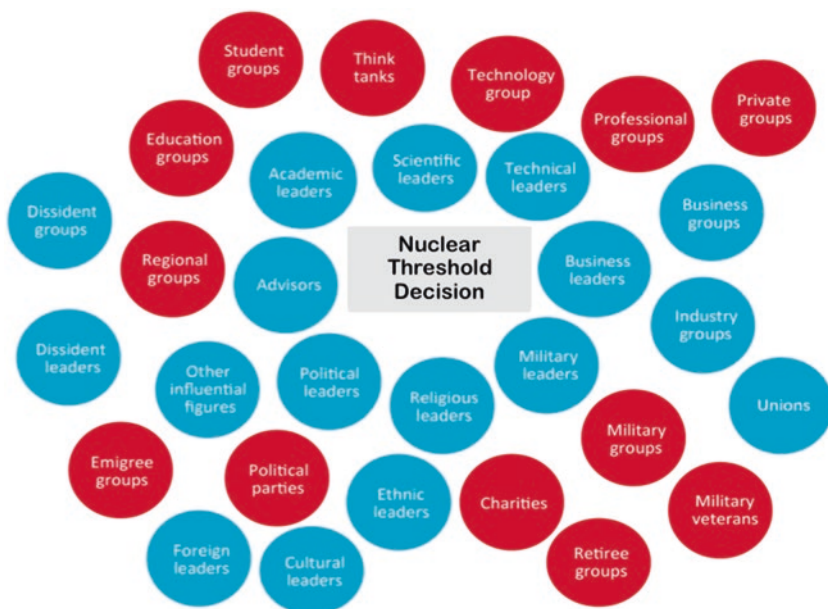 Student
groups
Think
tanks
Technology
group
Professional
groups
Private
groups
Education
groups
Academic
leaders
Scientific
leaders
Technical
leaders
Dissident
groups
Business
groups
Regional
groups
Advisors
Nuclear
Threshold
Decision
Business
leaders
Industry
groups
Dissident
leaders
Other
influential
figures
Political
leaders
Religious
leaders
Military
leaders
Unions
Emigree
groups
Political
parties
Ethnic
leaders
Charities
Military
groups
Military
veterans
Foreign
leaders
Cultural
leaders
Retiree
groups